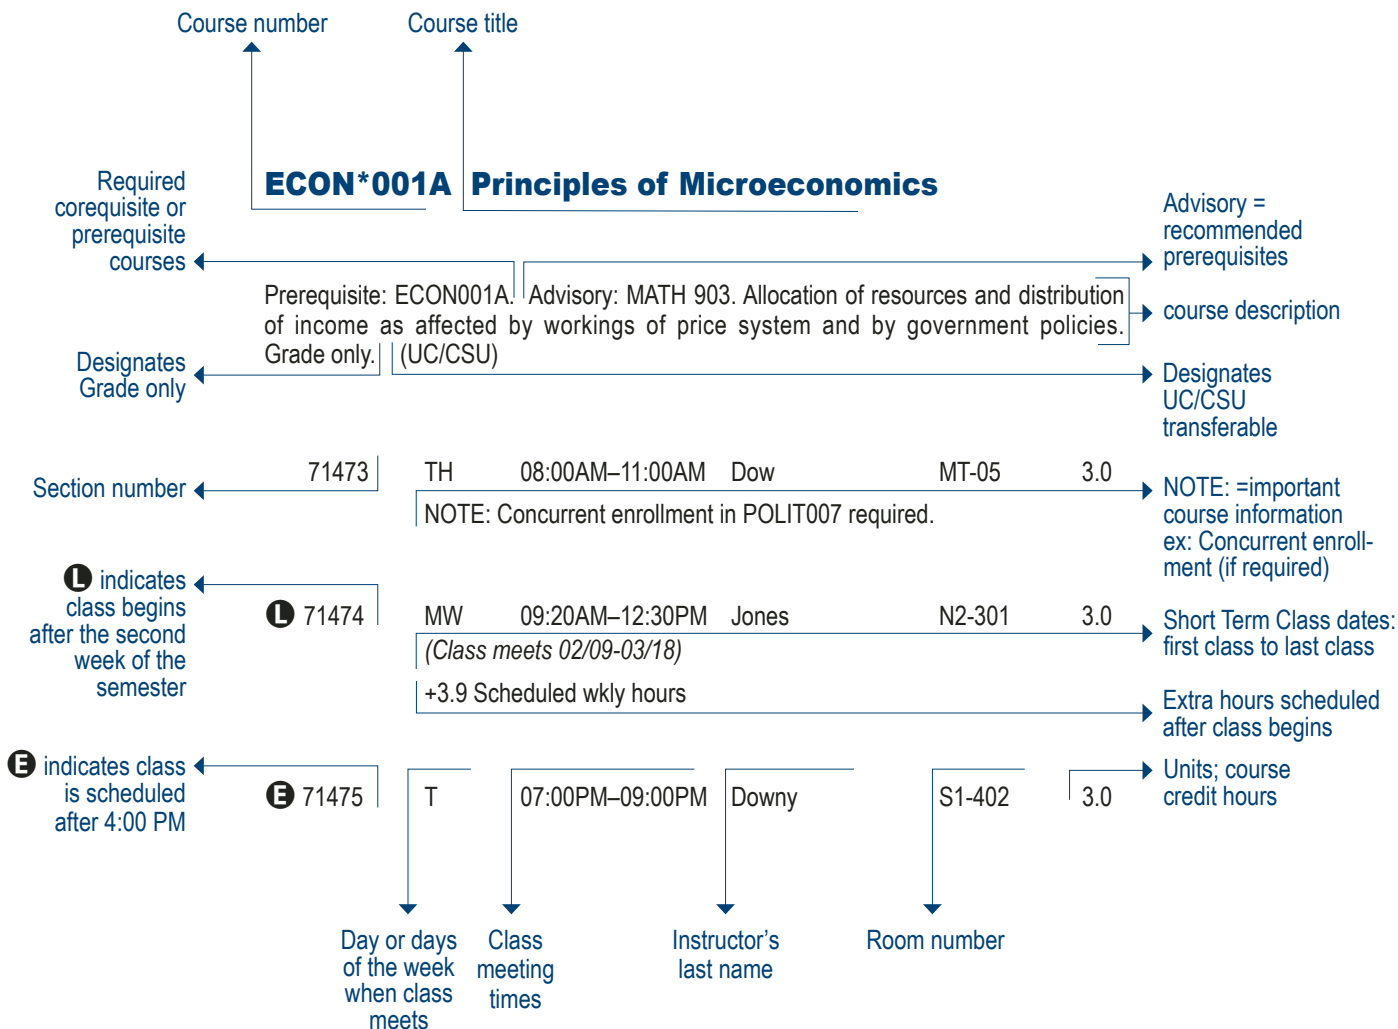 Course number
Course title
ECON*001A Principles of Microeconomics
Required
corequisite or
prerequisite
courses
Advisory =
recommended
prerequisites
Prerequisite: ECON001A. Advisory: MATH 903. Allocation of resources and distribution
of income as affected by workings of price system and by government policies.
Grade only. (UC/CSU)
course description
Designates
Grade only
Designates
UC/CSU
transferable
Section number
71473 TH 08:00AM–11:00AM Dow MT-05 3.0
NOTE: Concurrent enrollment in POLIT007 required.
NOTE: =important
course information
ex: Concurrent enroll-
ment (if required)
L indicates
class begins
after the second
week of the
semester
L 71474 MW 09:20AM–12:30PM Jones N2-301 3.0
(Class meets 02/09-03/18)
+3.9 Scheduled wkly hours
Short Term Class dates:
first class to last class
Extra hours scheduled
after class begins
E indicates class
is scheduled
after 4:00 PM
E 71475 T 07:00PM–09:00PM Downy S1-402 3.0
Units; course
credit hours
Day or days
of the week
when class
meets
Class
meeting
times
Instructor’s
last name
Room number